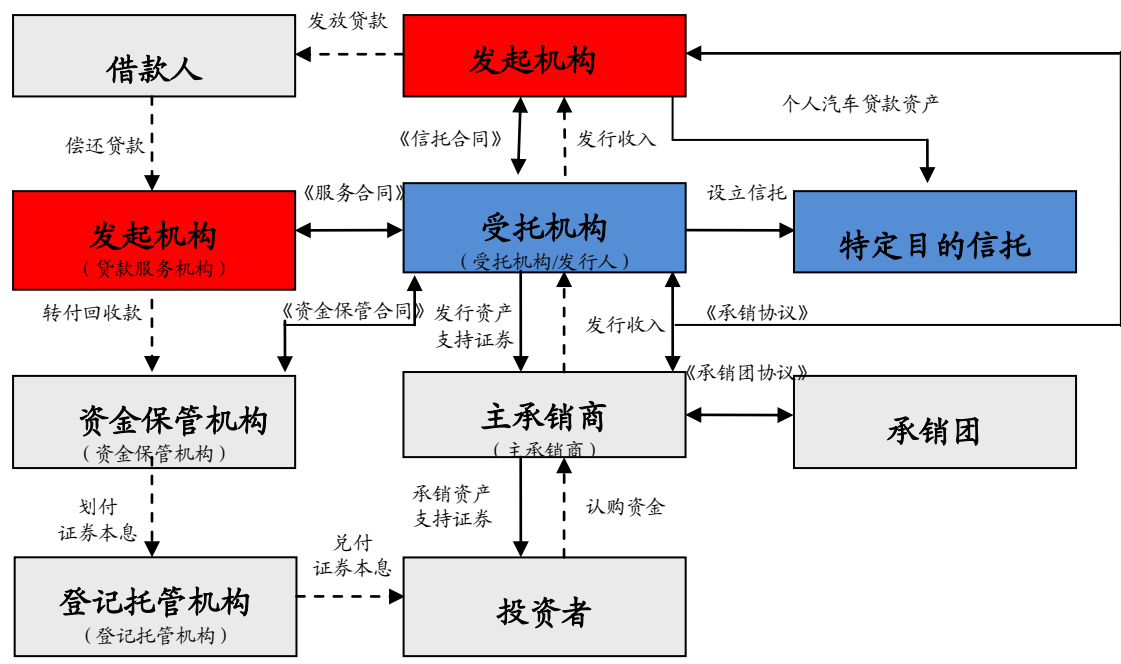 发放贷款
借款人
发起机构
个人汽车贷款资产
偿还贷款
《信托合同》
发行收入
《服务合同》
设立信托
发起机构
（贷款服务机构）
受托机构
（受托机构/发行人）
特定目的信托
转付回收款
《资金保管合同》
发行资产
支持证券
发行收入
《承销协议》
《承销团协议》
资金保管机构
（资金保管机构）
主承销商
（主承销商）
承销团
划付
证券本息
承销资产
支持证券
认购资金
兑付
证券本息
登记托管机构
（登记托管机构）
投资者